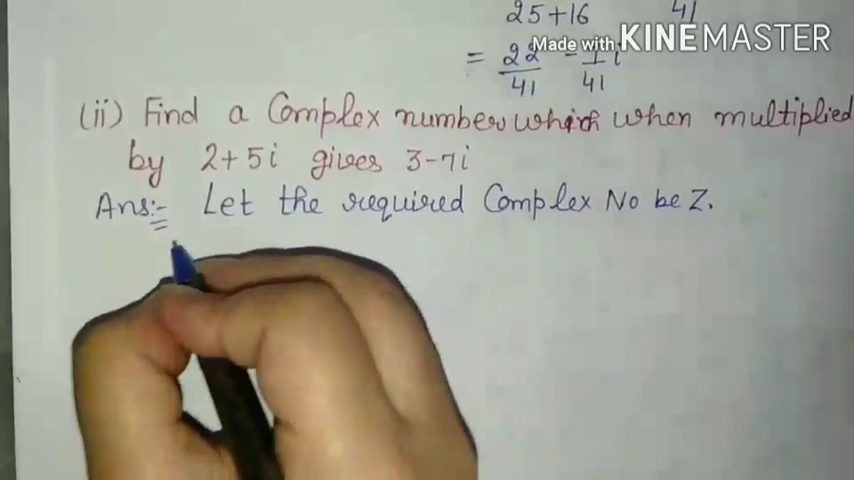 25+16 41
= 22/41 - 1/41 i
Made with KINEMASTER
(ii) Find a Complex number which when multiplied
by 2+5i gives 3-7i
Ans:- Let the required Complex No be Z.